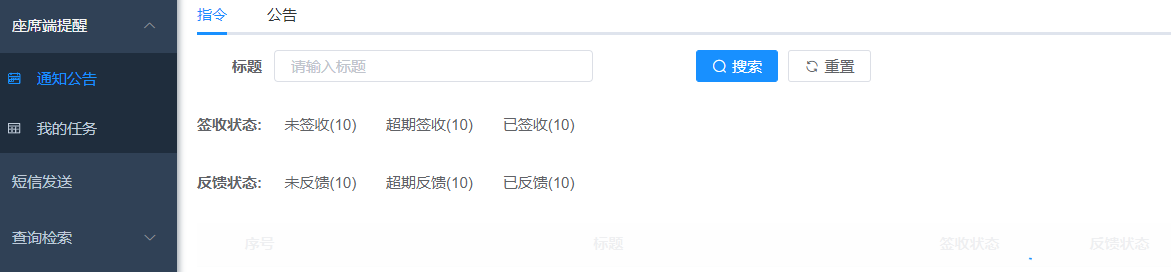 座席端提醒
通知公告
我的任务
短信发送
查询检索
指令 公告
标题 请输入标题 搜索 重置
签收状态: 未签收(10) 超期签收(10) 已签收(10)
反馈状态: 未反馈(10) 超期反馈(10) 已反馈(10)
序号 标题 签收状态 反馈状态